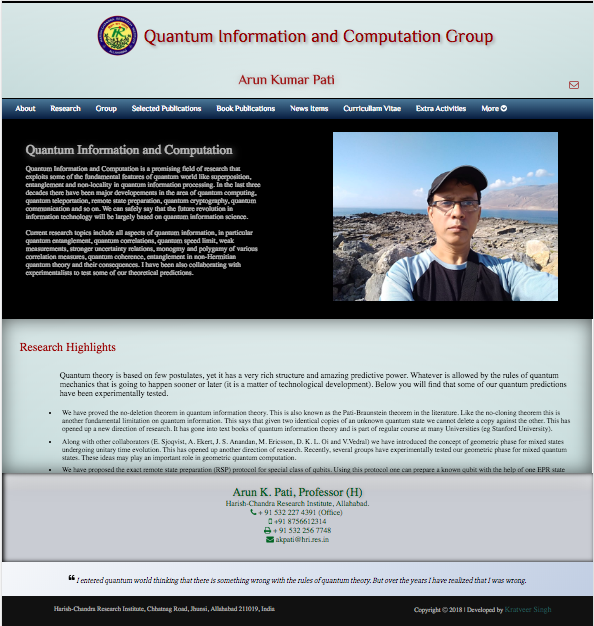 Quantum Information and Computation Group
Arun Kumar Pati
About Research Group Selected Publications Book Publications News Items Curricullam Vitae Extra Activities More
Quantum Information and Computation
Quantum Information and Computation is a promising field of research that
exploits some of the fundamental features of quantum world like superposition,
entanglement and non-locality in quantum information processing. In the last three
decades there have been major developements in the area of quantum computing,
quantum teleportation, remote state preparation, quantum cryptography, quantum
communication and so on. We can safely say that the future revolution in
information technology will be largely based on quantum information science.
Current research topics include all aspects of quantum information, in particular
quantum entanglement, quantum correlations, quantum speed limit, weak
measurements, stronger uncertainty relations, monogmy and polygamy of various
correlation measures, quantum coherence, entanglement in non-Hermitian
quantum theory and their consequences. I have been also collaborating with
experimentalists to test some of our theoretical predictions.
Research Highlights
Quantum theory is based on few postulates, yet it has a very rich structure and amazing predictive power. Whatever is allowed by the rules of quantum
mechanics that is going to happen sooner or later (it is a matter of technological development). Below you will find that some of our quantum predictions
have been experimentally tested.
• We have proved the no-deletion theorem in quantum information theory. This is also known as the Pati-Braunstein theorem in the literature. Like the no-cloning theorem this is
another fundamental limitation on quantum information. This says that given two identical copies of an unknown quantum state we cannot delete a copy against the other. This has
opened up a new direction of research. It has gone into text books of quantum information theory and is part of regular course at many Universities (eg Stanford University).
• Along with other collaborators (E. Sjoqvist, A. Ekert, J. S. Anandan, M. Ericsson, D. K. L. Oi and V.Vedral) we have introduced the concept of geometric phase for mixed states
undergoing unitary time evolution. This has opened up another direction of research. Recently, several groups have experimentally tested our geometric phase for mixed quantum
states. These ideas may play an important role in geometric quantum computation.
• We have proposed the exact remote state preparation (RSP) protocol for special class of qubits. Using this protocol one can prepare a known qubit with the help of one EPR state
Arun K. Pati, Professor (H)
Harish-Chandra Research Institute, Allahabad.
+ 91 532 227 4391 (Office)
+91 8756612314
+ 91 532 256 7748
akpati@hri.res.in
❝ I entered quantum world thinking that there is something wrong with the rules of quantum theory. But over the years I have realized that I was wrong.
Harish-Chandra Research Institute, Chhatnag Road, Jhunsi, Allahabad 211019, India
Copyright © 2018 | Developed by Kratveer Singh